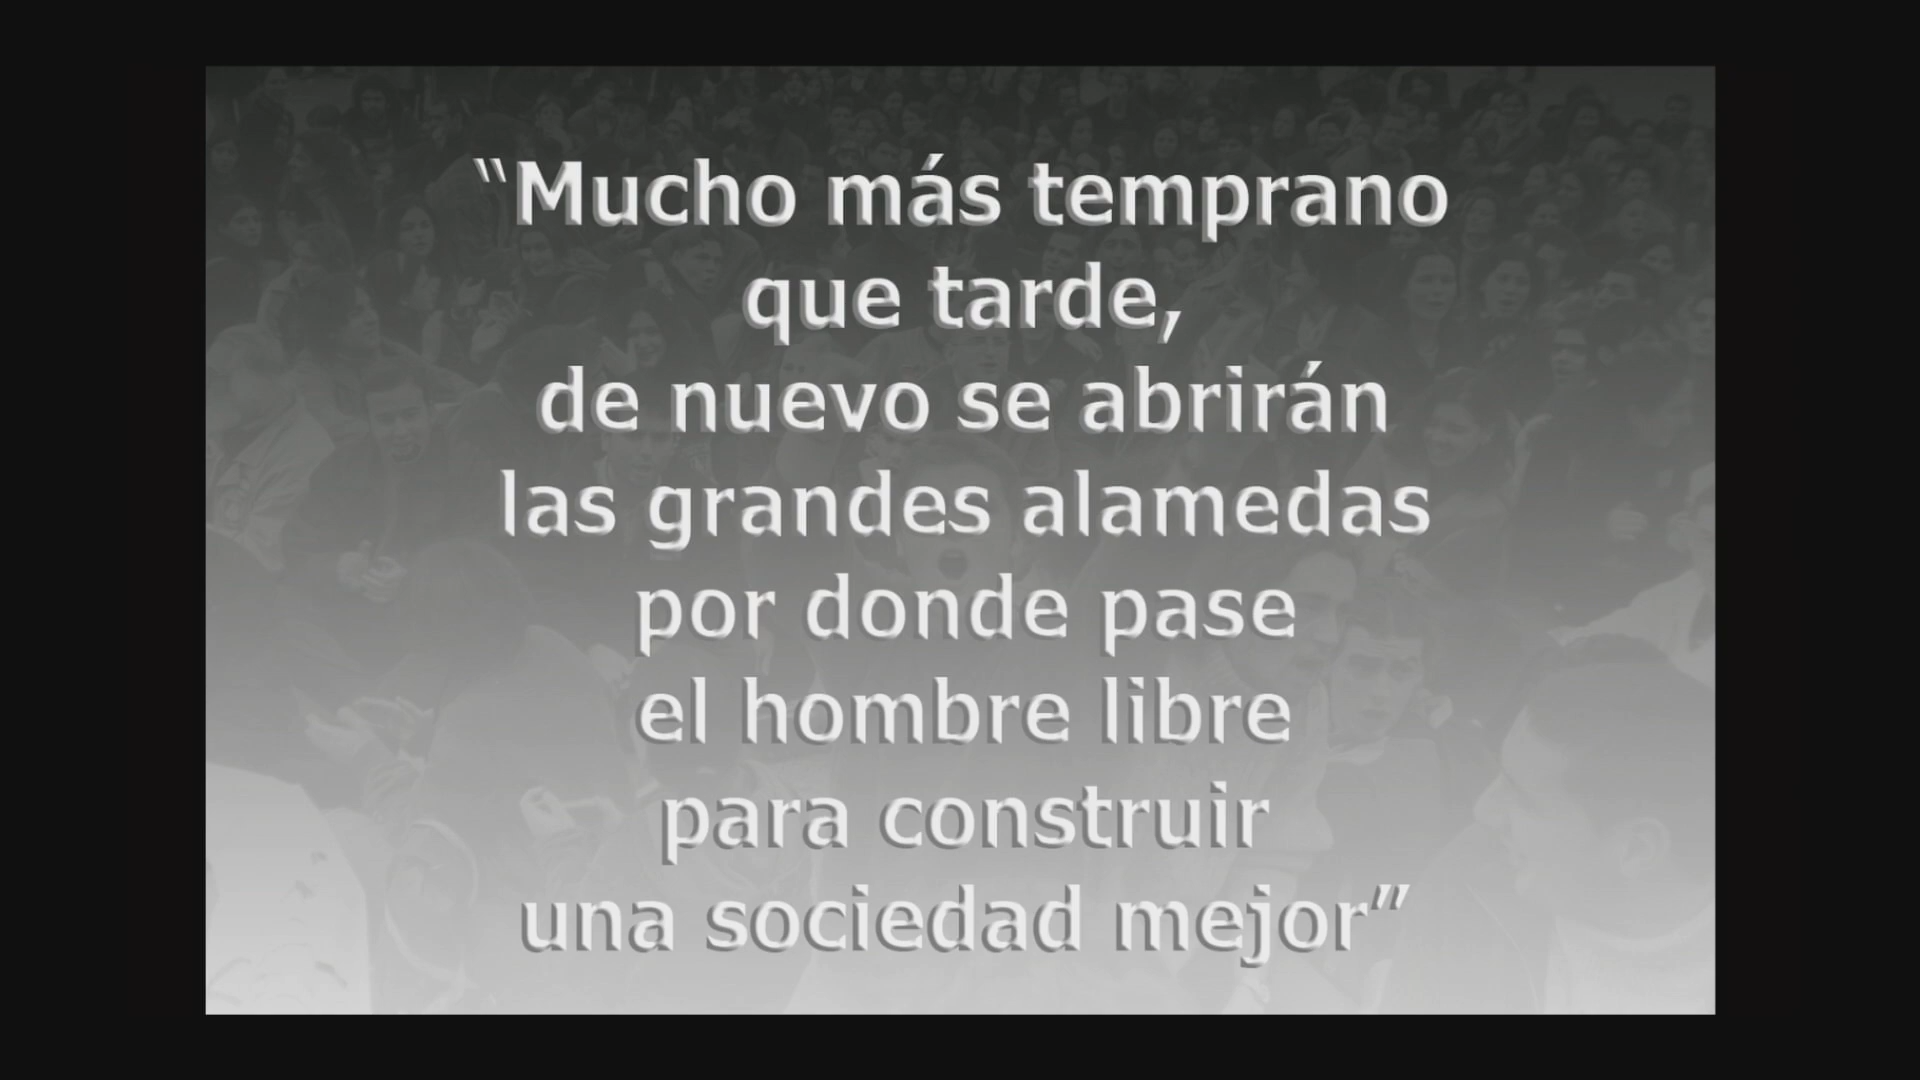 “Mucho más temprano
que tarde,
de nuevo se abrirán
las grandes alamedas
por donde pase
el hombre libre
para construir
una sociedad mejor”